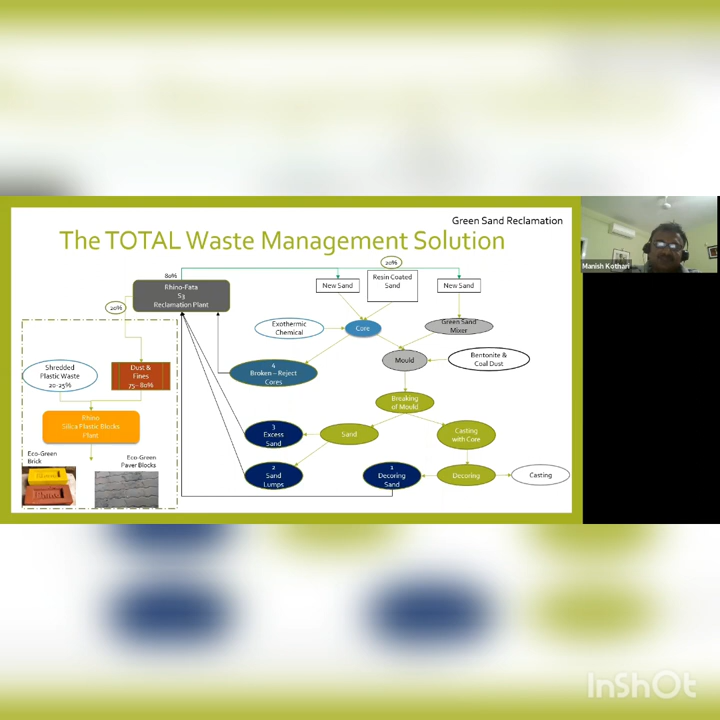 Green Sand Reclamation
The TOTAL Waste Management Solution
Manish Kothari
80%
20%
Rhino-Fata
S3
Reclamation Plant
New Sand
Resin Coated
Sand
New Sand
20%
Exothermic
Chemical
Core
Green Sand
Mixer
Shredded
Plastic Waste
20-25%
Dust &
Fines
75- 80%
4
Broken – Reject
Cores
Mould
Bentonite &
Coal Dust
Breaking
of Mould
Rhino
Silica Plastic Blocks
Plant
3
Excess
Sand
Sand
Casting
with Core
Eco-Green
Brick
Eco-Green
Paver Blocks
2
Sand
Lumps
1
Decoring
Sand
Decoring
Casting
InShOt